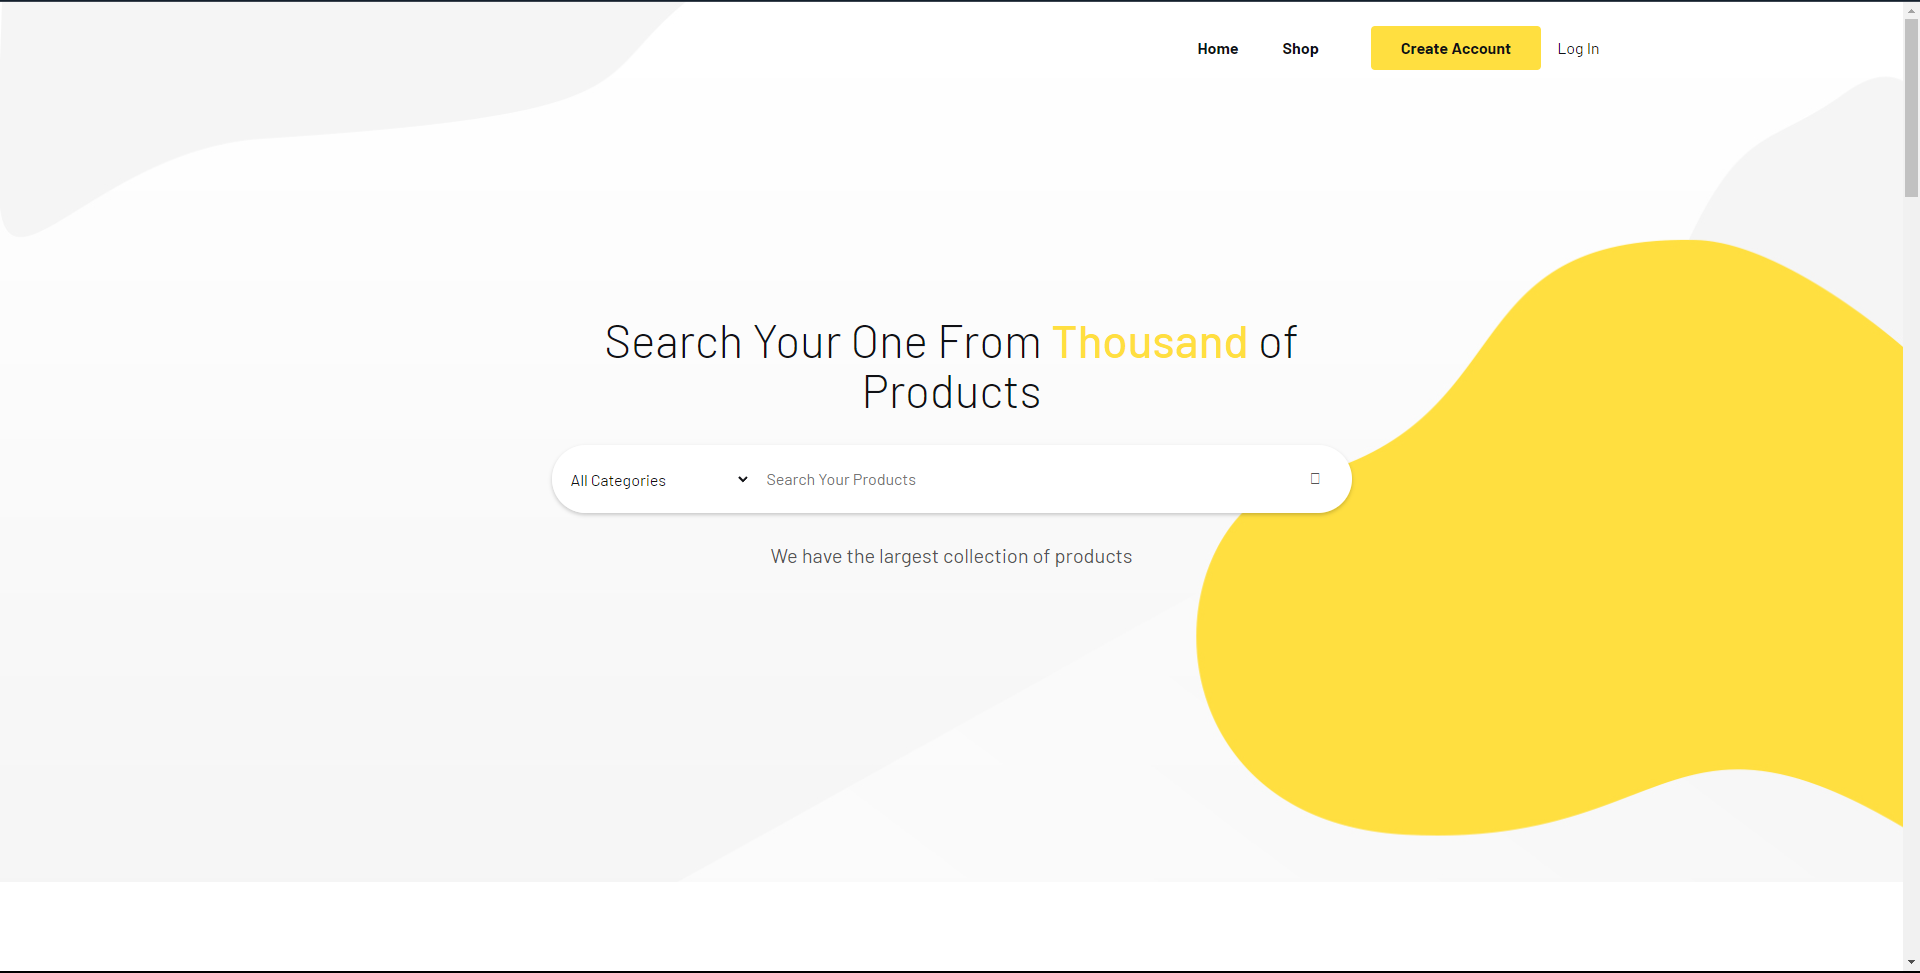 Home Shop Create Account Log In
Search Your One From Thousand of
Products
All Categories Search Your Products
We have the largest collection of products